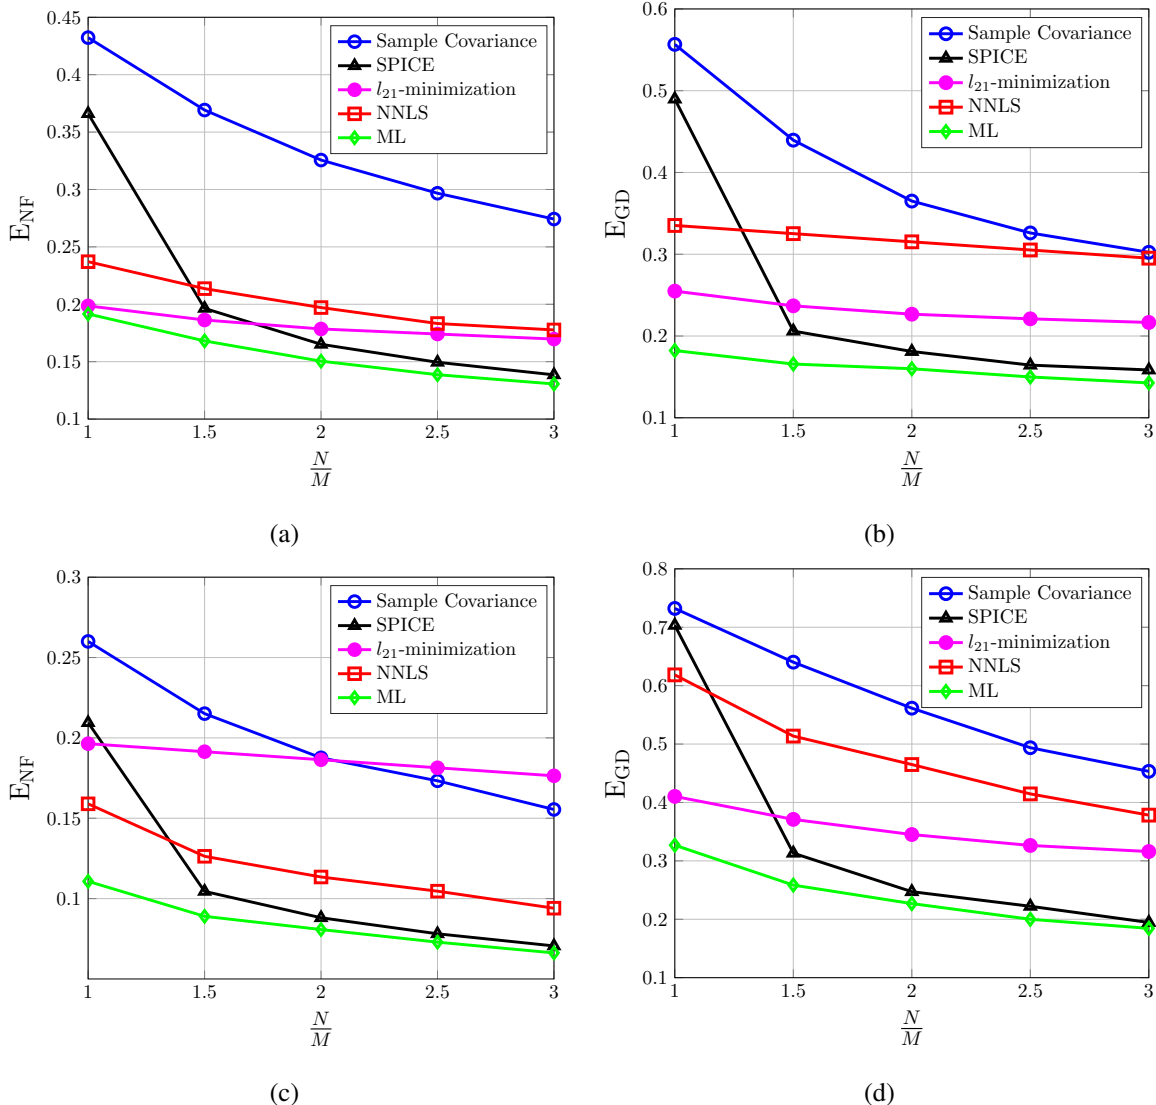 0.45
0.4
0.35
0.3
0.25
0.2
0.15
0.1
1
1.5
2
2.5
3
E_NF
N/M
Sample Covariance
SPICE
l_21-minimization
NNLS
ML
(a)
0.6
0.5
0.4
0.3
0.2
0.1
1
1.5
2
2.5
3
E_GD
N/M
Sample Covariance
SPICE
l_21-minimization
NNLS
ML
(b)
0.3
0.25
0.2
0.15
0.1
1
1.5
2
2.5
3
E_NF
N/M
Sample Covariance
SPICE
l_21-minimization
NNLS
ML
(c)
0.8
0.7
0.6
0.5
0.4
0.3
0.2
0.1
1
1.5
2
2.5
3
E_GD
N/M
Sample Covariance
SPICE
l_21-minimization
NNLS
ML
(d)